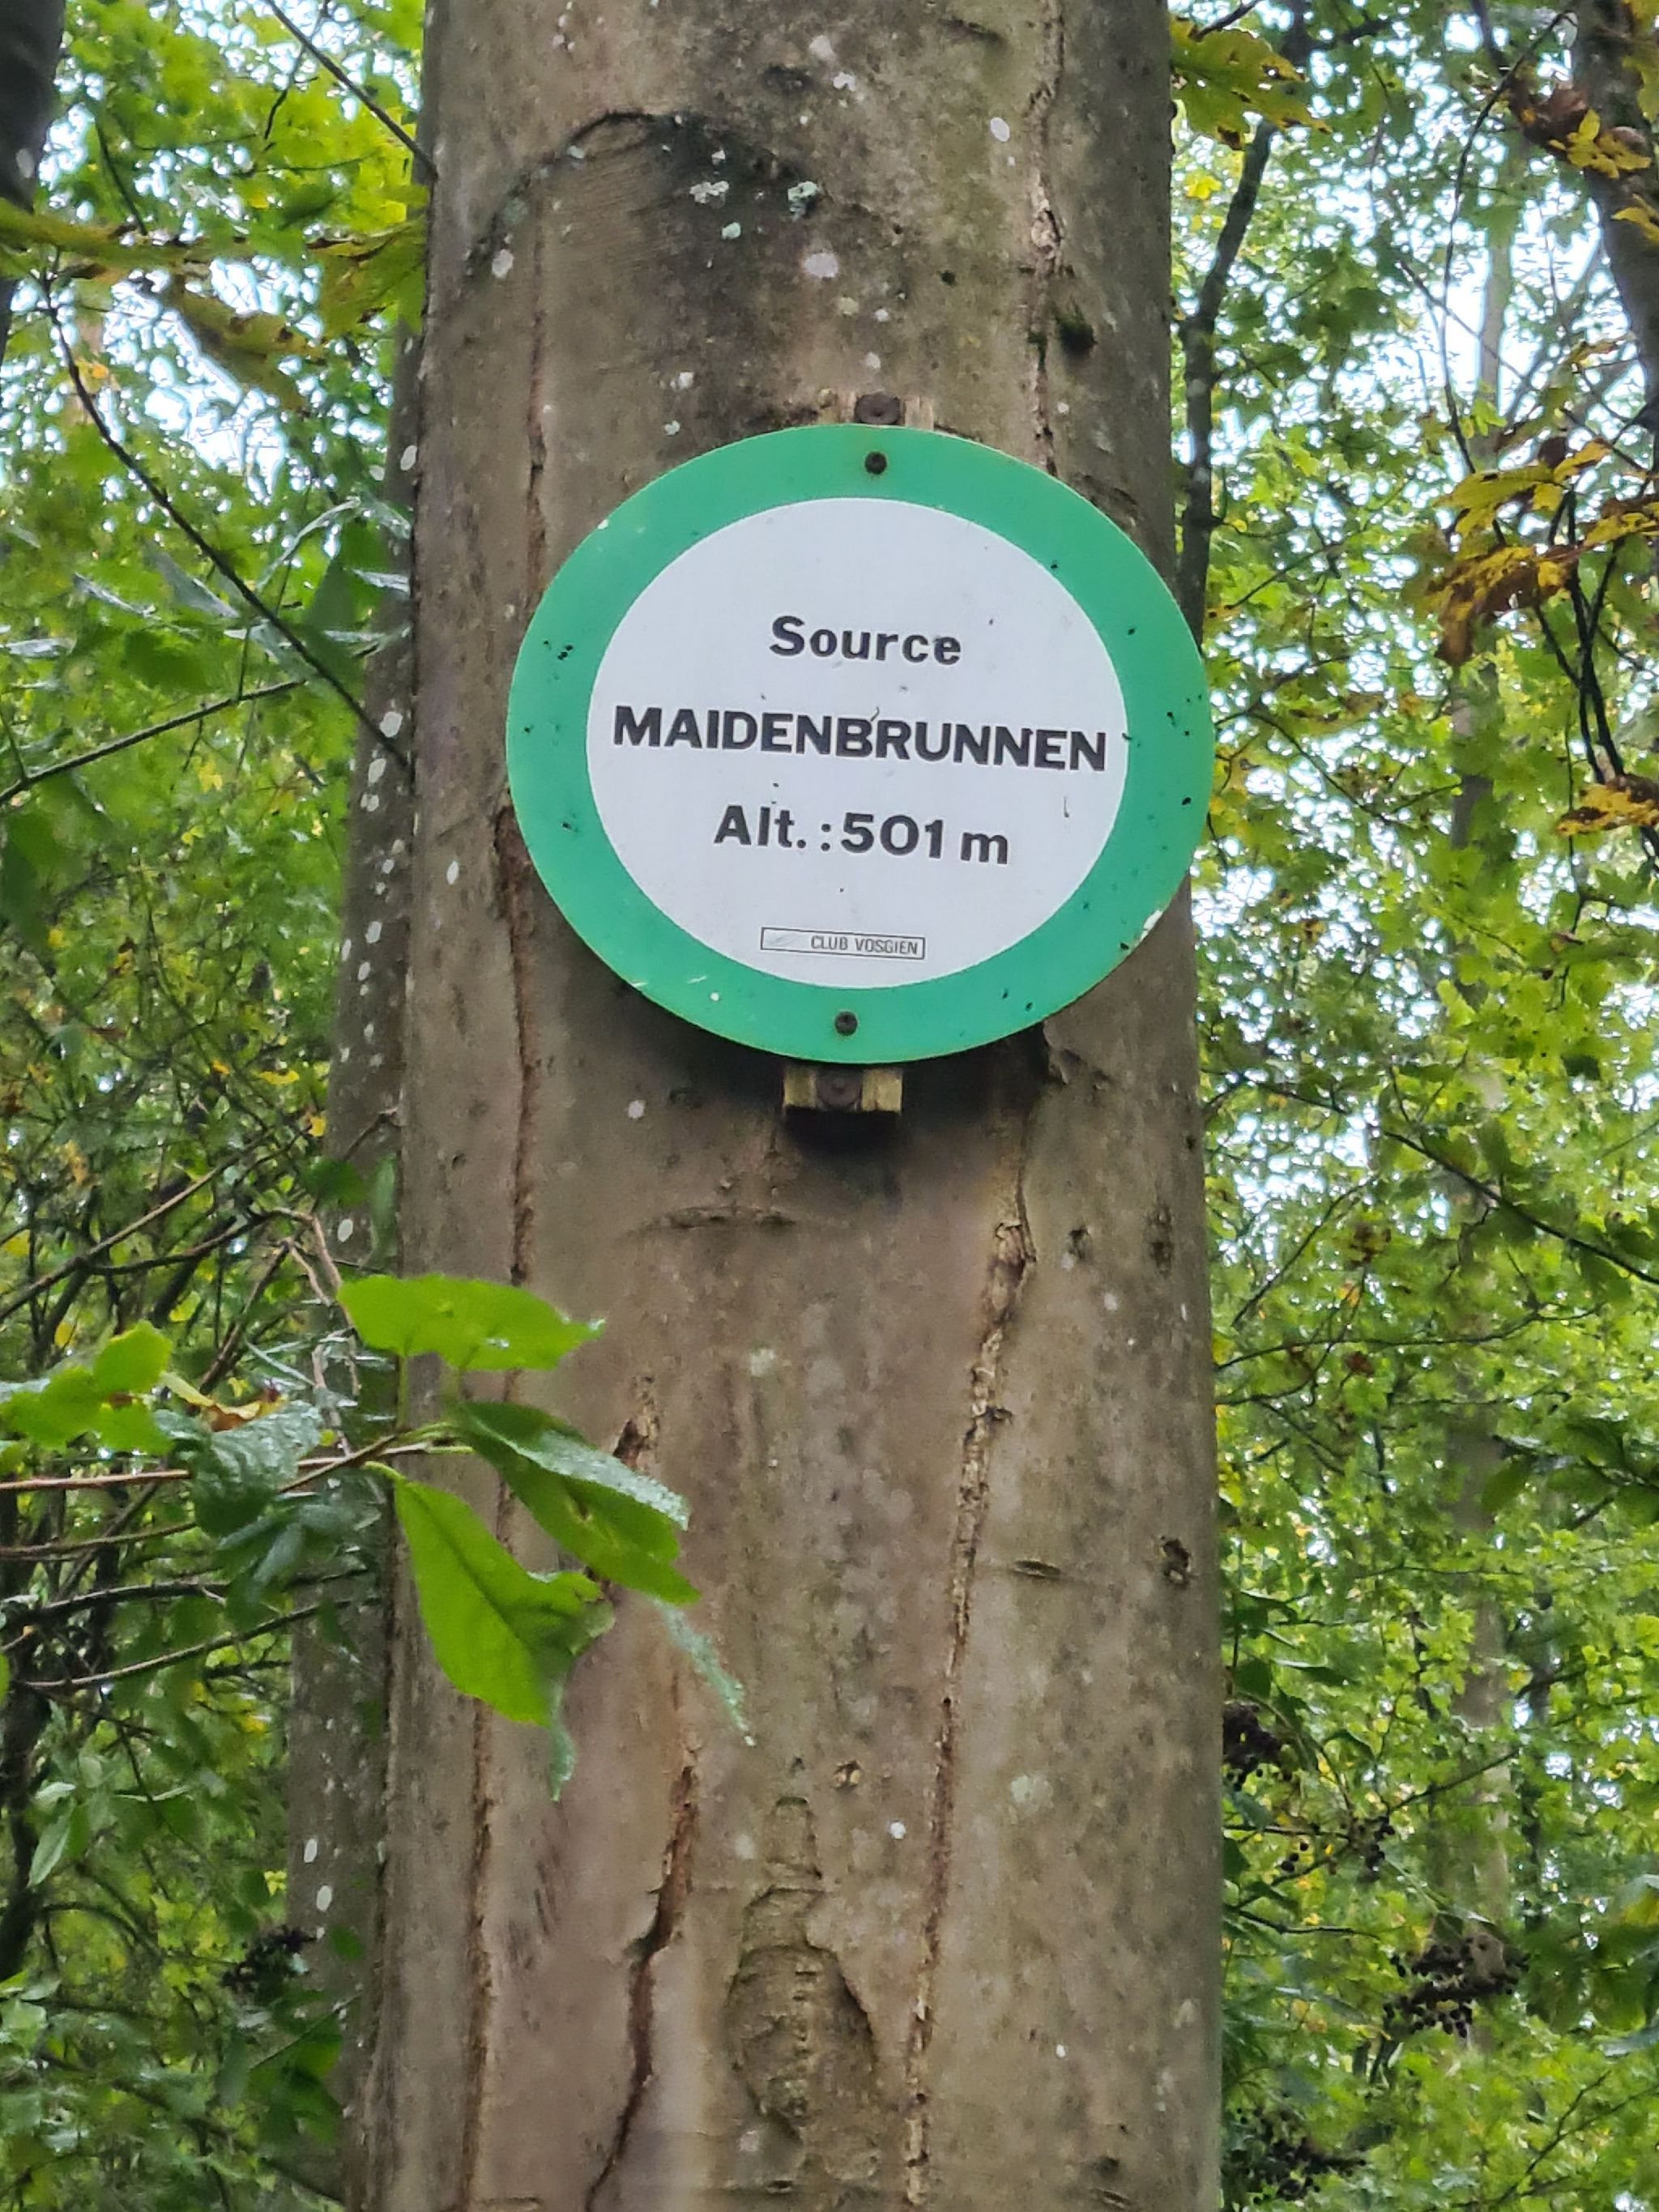 Source
MAIDENBRUNNEN
Alt. : 501 m
CLUB VOSGIEN